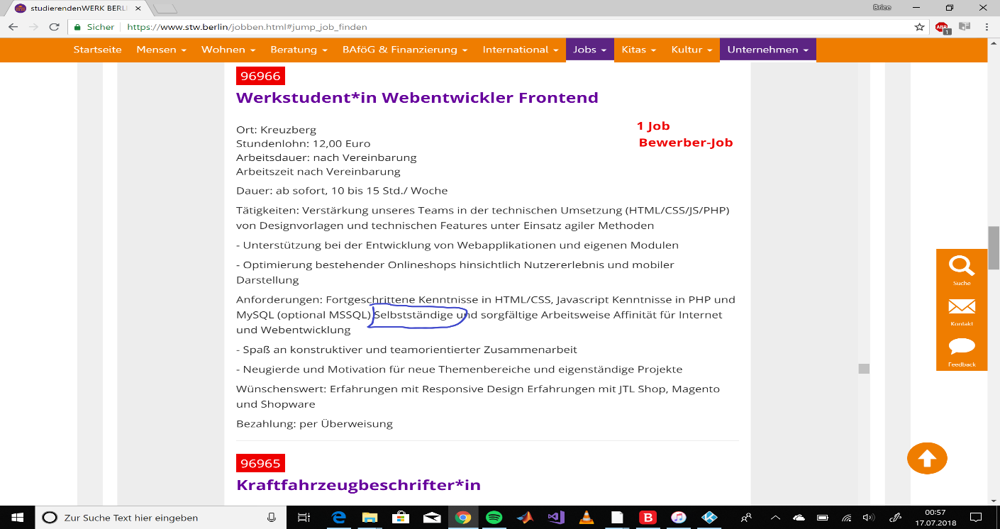 studierendenWERK BERLI
Brice
Sicher
https://www.stw.berlin/jobben.html#jump_job_finden
ABP
1
Startseite Mensen Wohnen Beratung BAföG & Finanzierung International Jobs Kitas Kultur Unternehmen
96966
Werkstudent*in Webentwickler Frontend
1 Job
Bewerber-Job
Ort: Kreuzberg
Stundenlohn: 12,00 Euro
Arbeitsdauer: nach Vereinbarung
Arbeitszeit nach Vereinbarung
Dauer: ab sofort, 10 bis 15 Std./ Woche
Tätigkeiten: Verstärkung unseres Teams in der technischen Umsetzung (HTML/CSS/JS/PHP)
von Designvorlagen und technischen Features unter Einsatz agiler Methoden
- Unterstützung bei der Entwicklung von Webapplikationen und eigenen Modulen
- Optimierung bestehender Onlineshops hinsichtlich Nutzererlebnis und mobiler
Darstellung
Anforderungen: Fortgeschrittene Kenntnisse in HTML/CSS, Javascript Kenntnisse in PHP und
MySQL (optional MSSQL) Selbstständige und sorgfältige Arbeitsweise Affinität für Internet
und Webentwicklung
- Spaß an konstruktiver und teamorientierter Zusammenarbeit
- Neugierde und Motivation für neue Themenbereiche und eigenständige Projekte
Wünschenswert: Erfahrungen mit Responsive Design Erfahrungen mit JTL Shop, Magento
und Shopware
Bezahlung: per Überweisung
Suche
Kontakt
Feedback
96965
Kraftfahrzeugbeschrifter*in
Zur Suche Text hier eingeben
B
00:57
17.07.2018